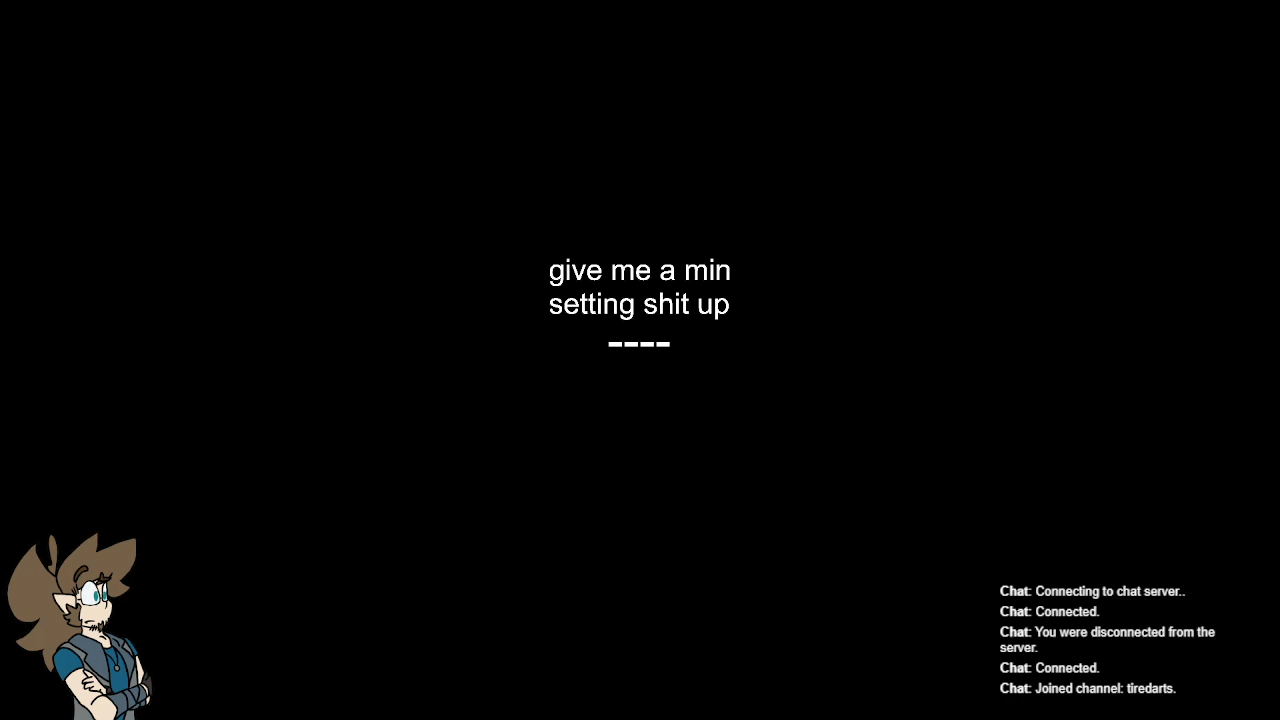 give me a min
setting shit up
----
Chat: Connecting to chat server..
Chat: Connected.
Chat: You were disconnected from the
server.
Chat: Connected.
Chat: Joined channel: tiredarts.